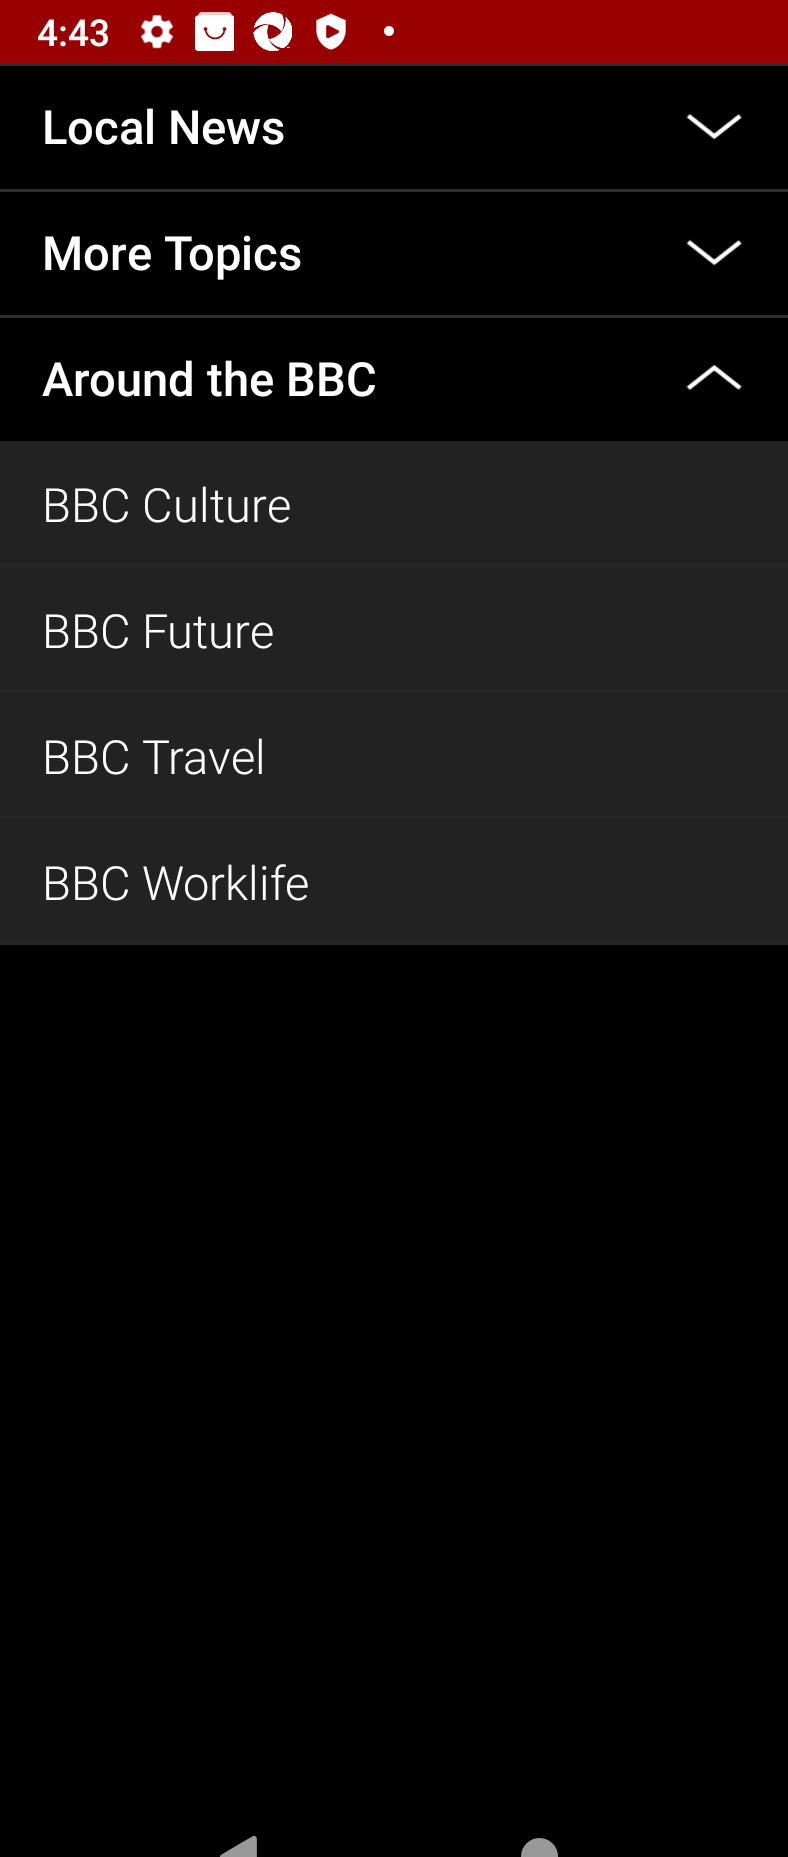 4:43
Local News
More Topics
Around the BBC
BBC Culture
BBC Future
BBC Travel
BBC Worklife